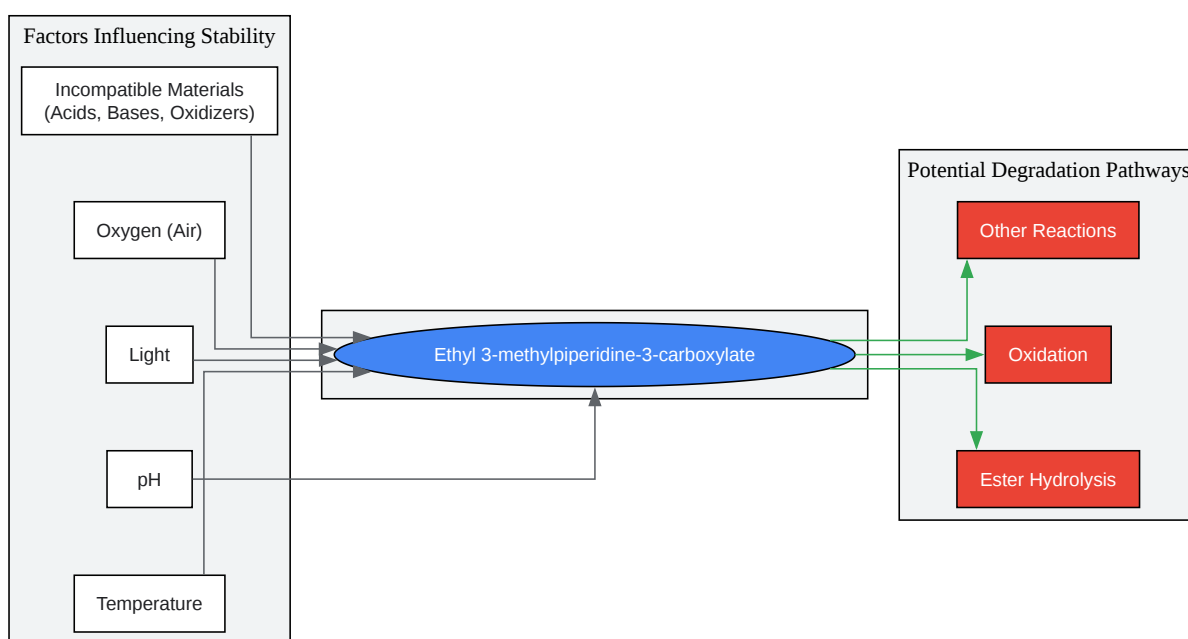 Factors Influencing Stability
Incompatible Materials
(Acids, Bases, Oxidizers)
Oxygen (Air)
Light
pH
Temperature
Ethyl 3-methylpiperidine-3-carboxylate
Potential Degradation Pathways
Other Reactions
Oxidation
Ester Hydrolysis